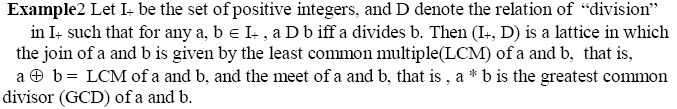 Example2 Let I+ be the set of positive integers, and D denote the relation of “division”
in I+ such that for any a, b ∈ I+ , a D b iff a divides b. Then (I+, D) is a lattice in which
the join of a and b is given by the least common multiple(LCM) of a and b, that is,
a ⊕ b = LCM of a and b, and the meet of a and b, that is , a * b is the greatest common
divisor (GCD) of a and b.